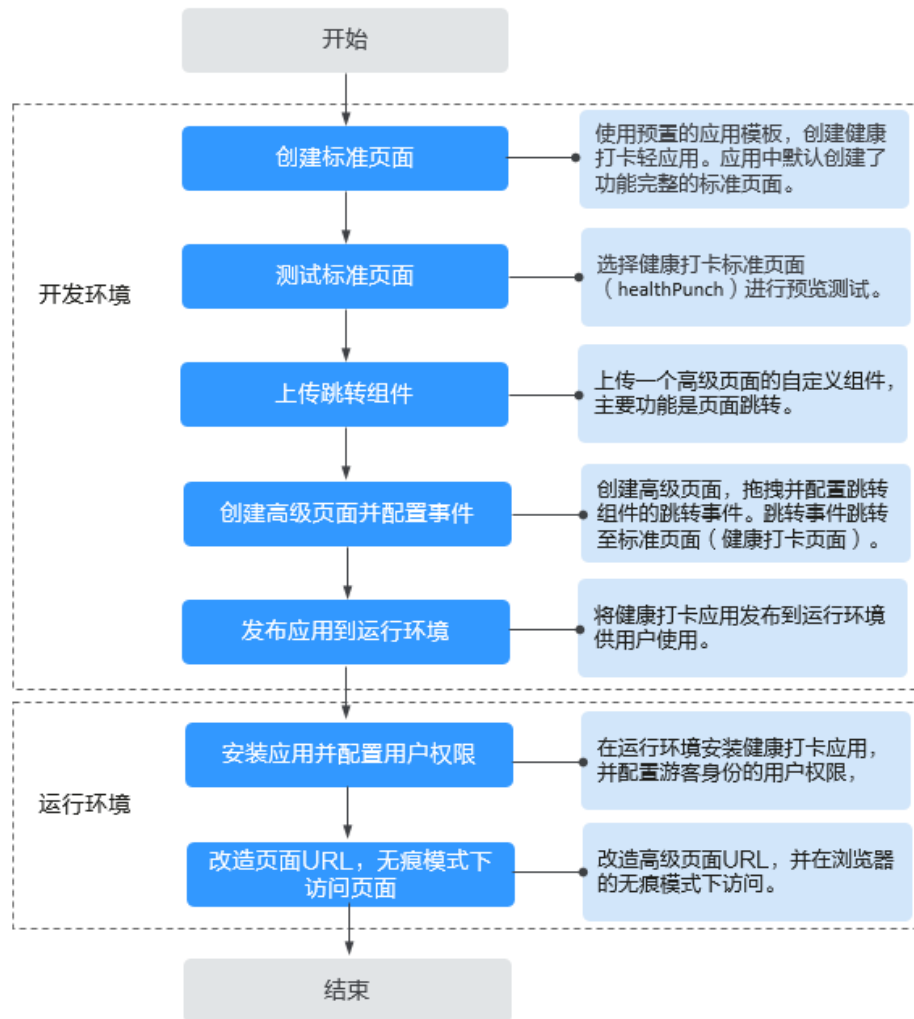 开始
创建标准页面
使用预置的应用模板，创建健康
打卡轻应用。应用中默认创建了
功能完整的标准页面。
测试标准页面
选择健康打卡标准页面
（healthPunch）进行预览测试。
开发环境
上传跳转组件
上传一个高级页面的自定义组件，
主要功能是页面跳转。
创建高级页面并配置事件
创建高级页面，拖拽并配置跳转
组件的跳转事件。跳转事件跳转
至标准页面（健康打卡页面）。
发布应用到运行环境
将健康打卡应用发布到运行环境
供用户使用。
安装应用并配置用户权限
在运行环境安装健康打卡应用，
并配置游客身份的用户权限，
运行环境
改造页面URL，无痕模式下
访问页面
改造高级页面URL，并在浏览器
的无痕模式下访问。
结束